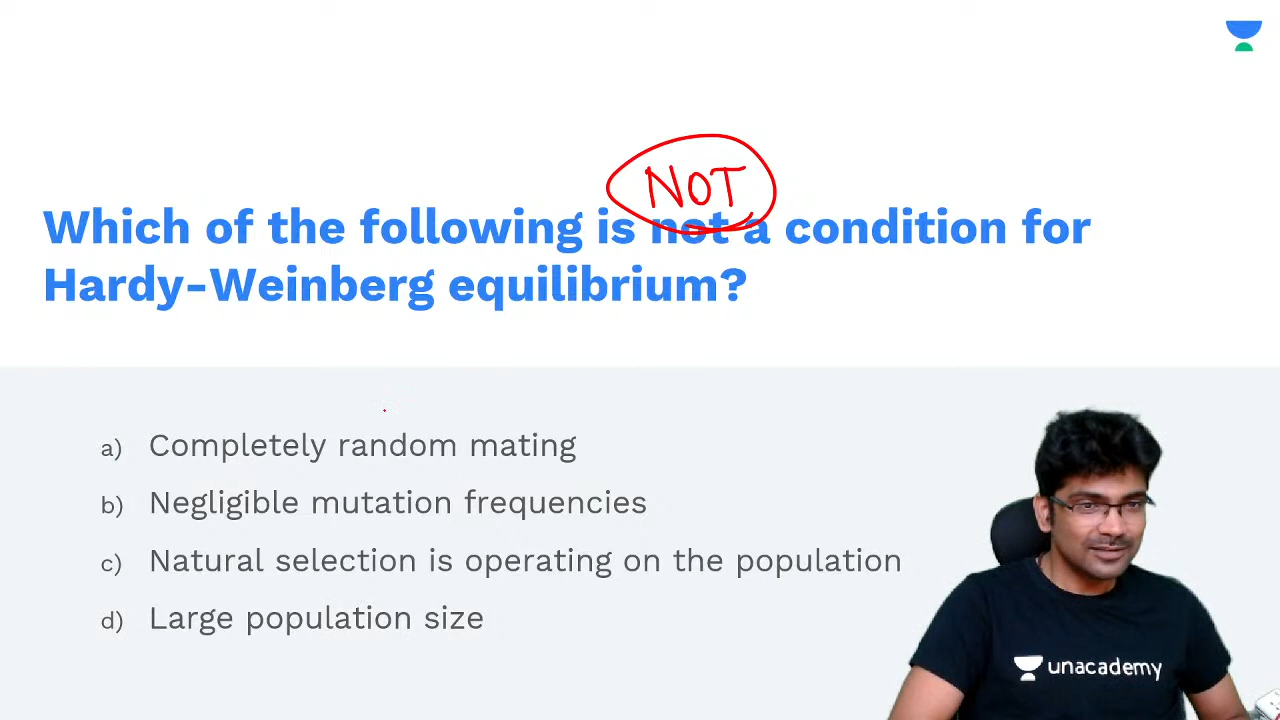 NOT
Which of the following is not a condition for
Hardy-Weinberg equilibrium?
a) Completely random mating
b) Negligible mutation frequencies
c) Natural selection is operating on the population
d) Large population size
unacademy